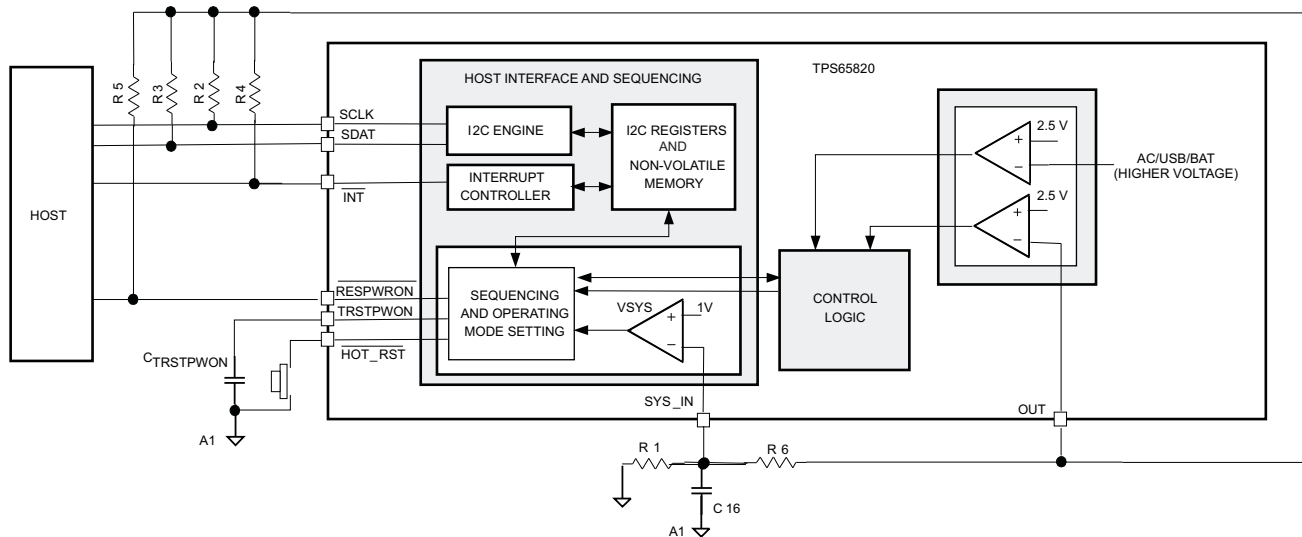 R 5
R 3
R 2
R 4
HOST
SCLK
SDAT
INT
RESPWRON
TRSTPWON
HOT_RST
CTRSTPWON
A1
HOST INTERFACE AND SEQUENCING
I2C ENGINE
INTERRUPT
CONTROLLER
I2C REGISTERS
AND
NON-VOLATILE
MEMORY
SEQUENCING
AND OPERATING
MODE SETTING
VSYS
+
−
1V
TPS65820
CONTROL
LOGIC
2.5 V
+
−
2.5 V
+
−
AC/USB/BAT
(HIGHER VOLTAGE)
SYS_IN
OUT
R 1
R 6
C 16
A1